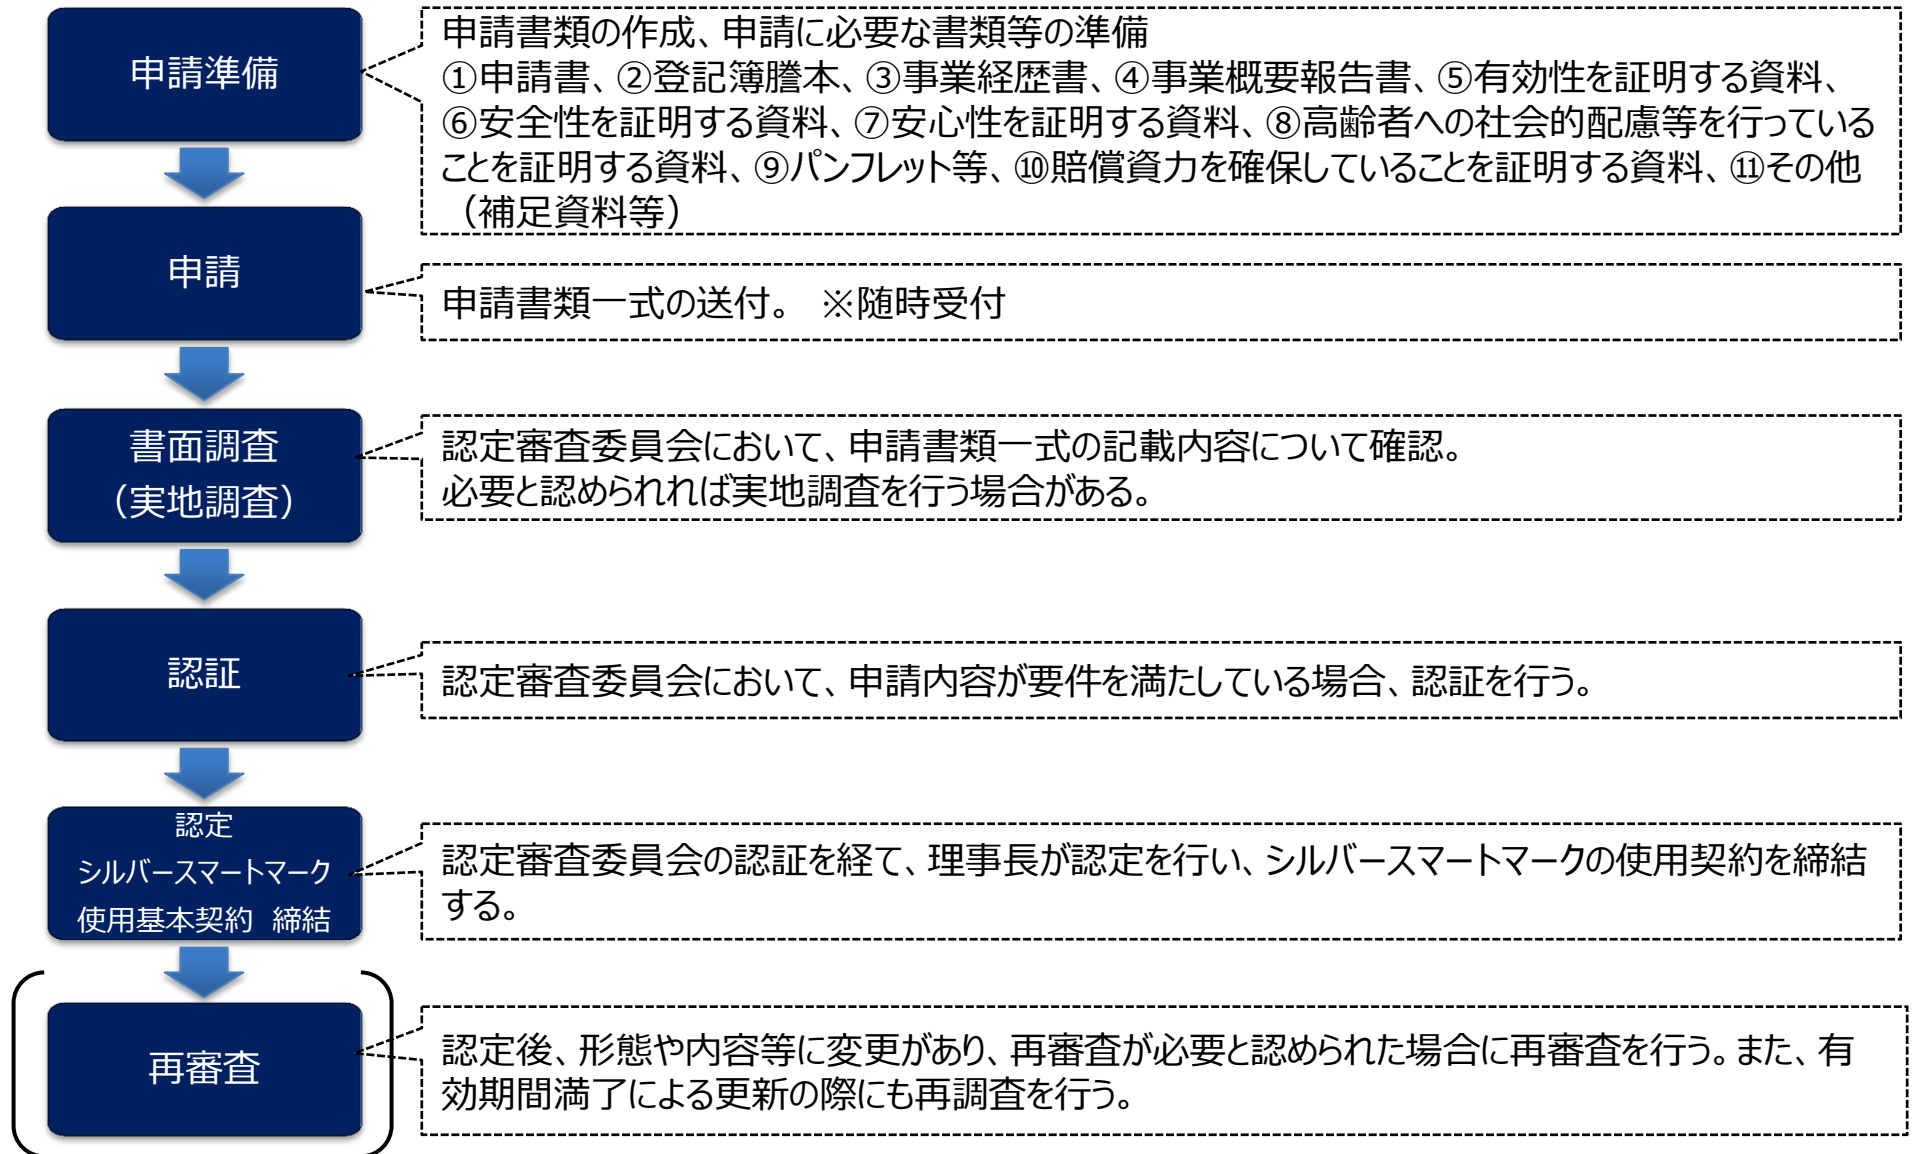 申請準備
申請書類の作成、申請に必要な書類等の準備
①申請書、②登記簿謄本、③事業経歴書、④事業概要報告書、⑤有効性を証明する資料、
⑥安全性を証明する資料、⑦安心性を証明する資料、⑧高齢者への社会的配慮等を行っている
ことを証明する資料、⑨パンフレット等、⑩賠償資力を確保していることを証明する資料、⑪その他
（補足資料等）
申請
申請書類一式の送付。　※随時受付
書面調査
（実地調査）
認定審査委員会において、申請書類一式の記載内容について確認。
必要と認められれば実地調査を行う場合がある。
認証
認定審査委員会において、申請内容が要件を満たしている場合、認証を行う。
認定
シルバースマートマーク
使用基本契約　締結
認定審査委員会の認証を経て、理事長が認定を行い、シルバースマートマークの使用契約を締結
する。
再審査
認定後、形態や内容等に変更があり、再審査が必要と認められた場合に再審査を行う。また、有
効期間満了による更新の際にも再調査を行う。